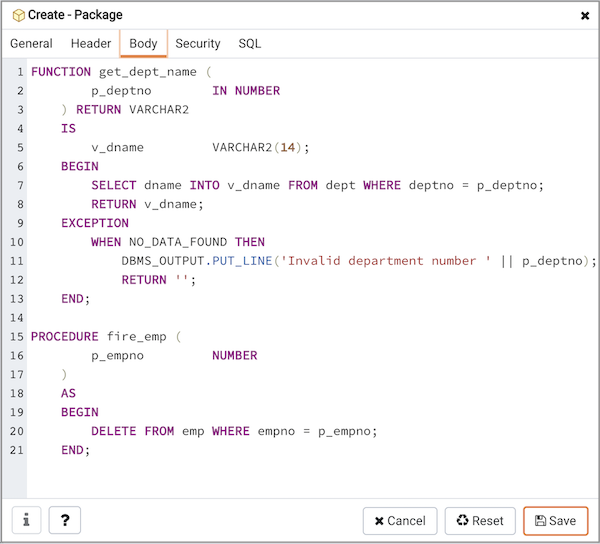 Create - Package
General Header Body Security SQL
1 FUNCTION get_dept_name (
2         p_deptno        IN NUMBER
3     ) RETURN VARCHAR2
4     IS
5         v_dname         VARCHAR2(14);
6     BEGIN
7         SELECT dname INTO v_dname FROM dept WHERE deptno = p_deptno;
8         RETURN v_dname;
9     EXCEPTION
10         WHEN NO_DATA_FOUND THEN
11             DBMS_OUTPUT.PUT_LINE('Invalid department number ' || p_deptno);
12             RETURN '';
13     END;
14
15 PROCEDURE fire_emp (
16         p_empno         NUMBER
17     )
18     AS
19     BEGIN
20         DELETE FROM emp WHERE empno = p_empno;
21     END;
i ? Cancel Reset Save